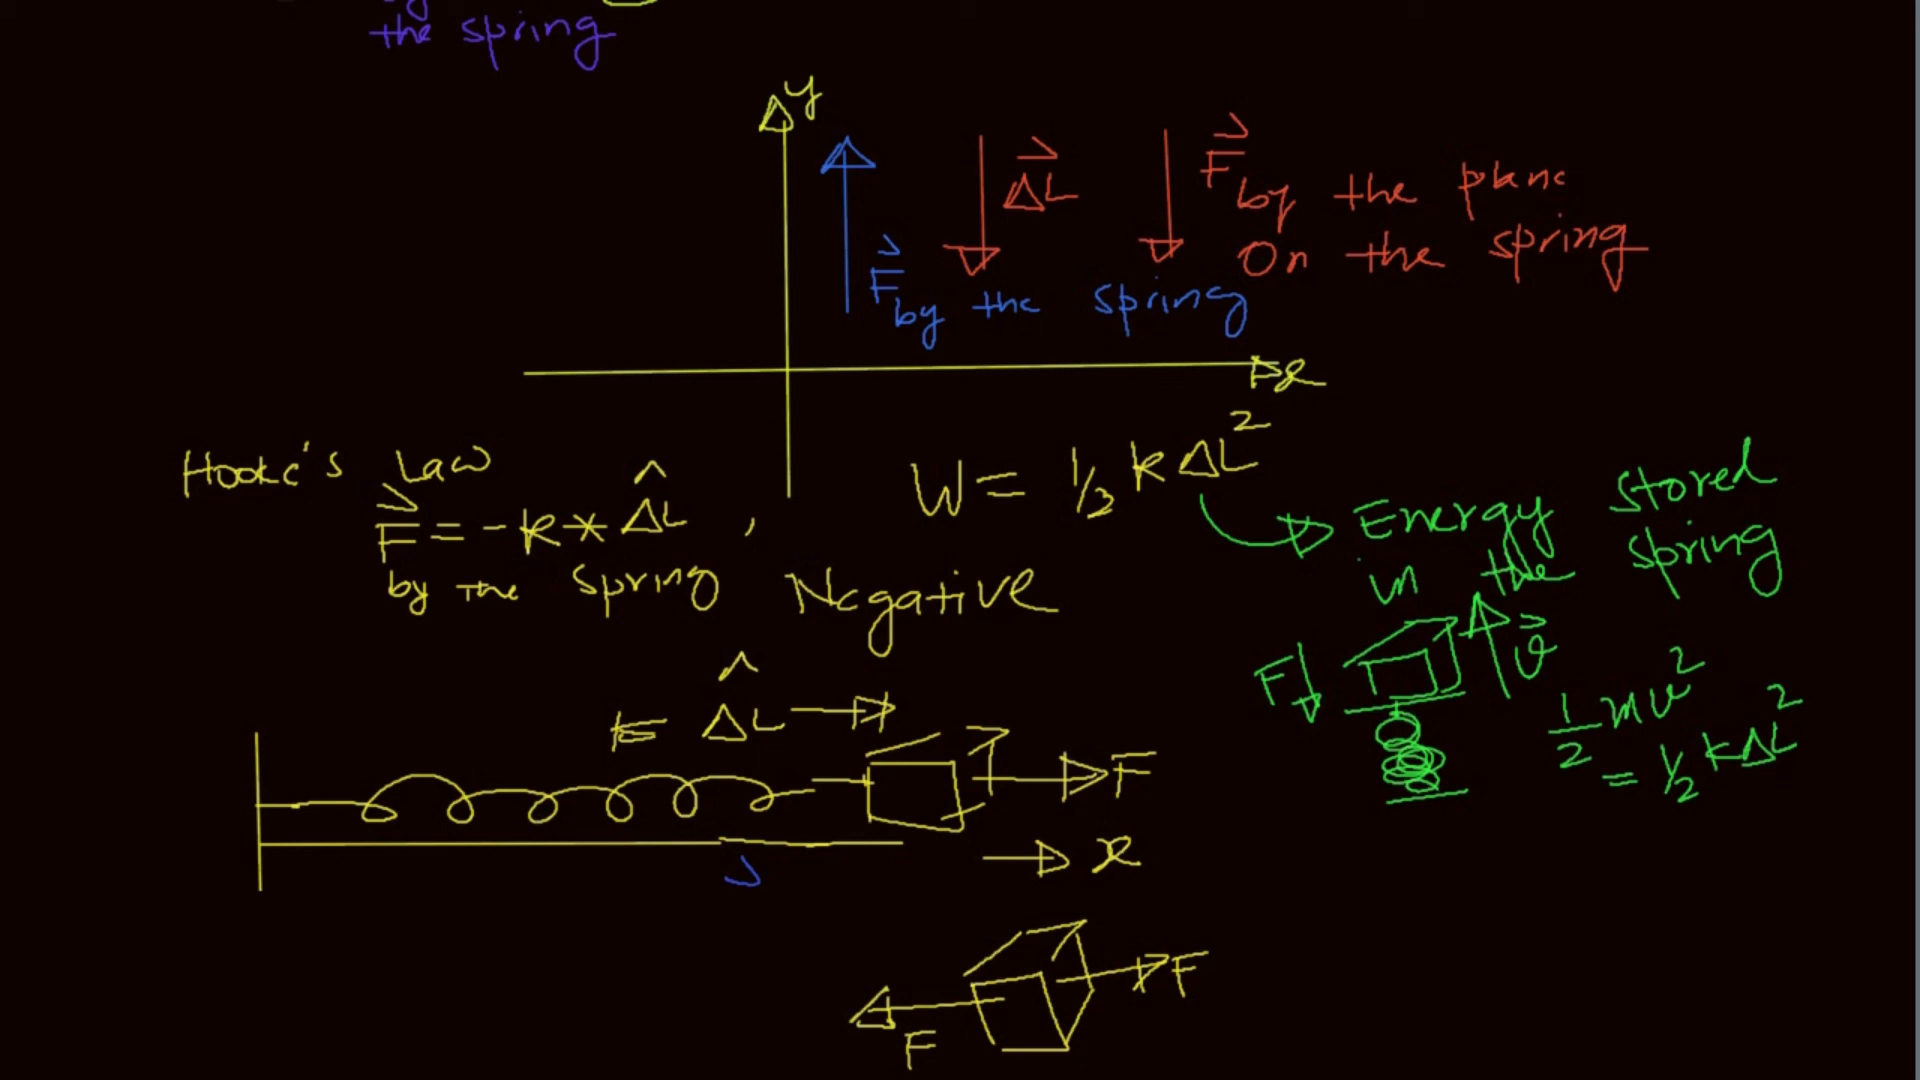 the spring
y
ΔL⃗
F⃗ by the plane
On the spring
F⃗ by the spring
x
Hooke's Law
F⃗ = -k * ΔL̂ ,
by the spring, Negative
W = 1/2 k ΔL²
Energy stored
in the spring
F
v⃗
1/2 mv²
= 1/2 kΔL²
ΔL̂
F
x
F
F